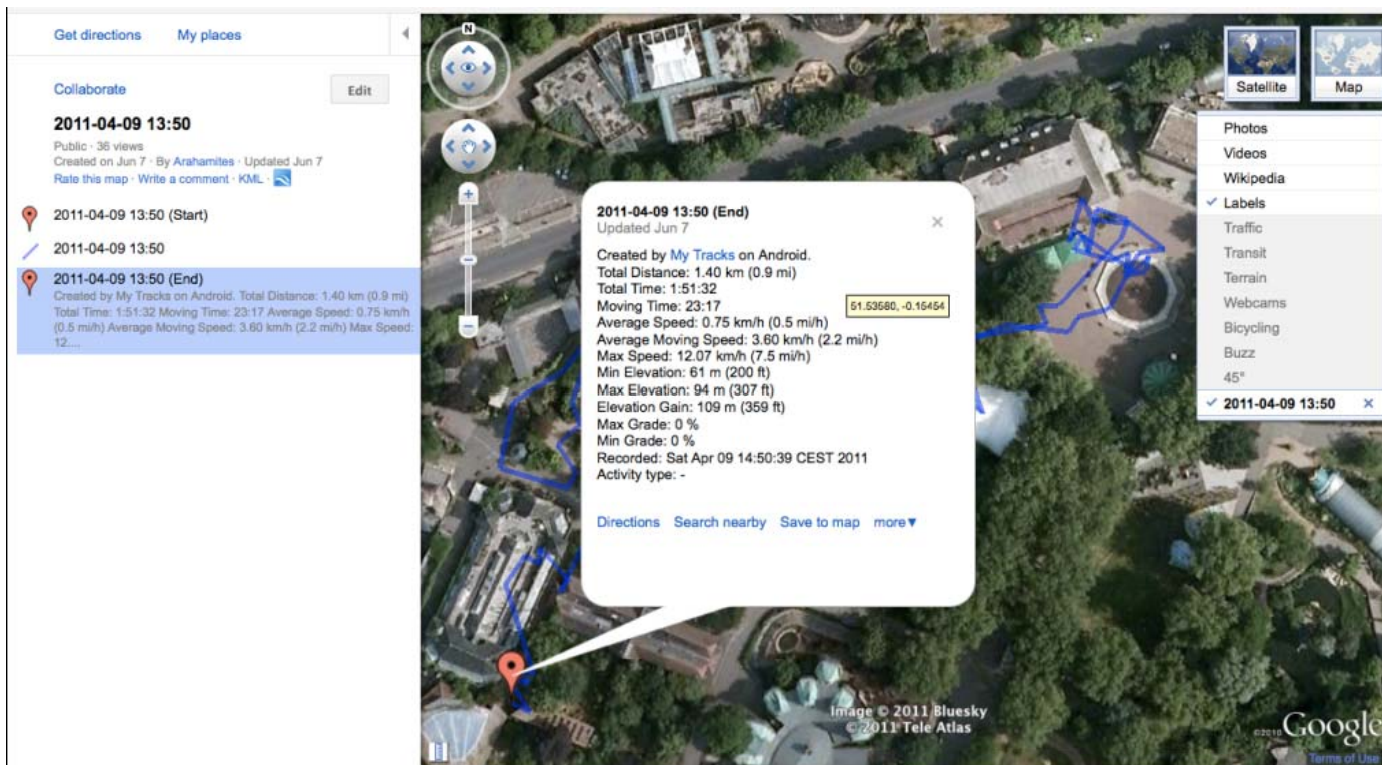 Get directions My places
Collaborate Edit
2011-04-09 13:50
Public · 36 views
Created on Jun 7 · By Arahamites · Updated Jun 7
Rate this map · Write a comment · KML ·
2011-04-09 13:50 (Start)
2011-04-09 13:50
2011-04-09 13:50 (End)
Created by My Tracks on Android. Total Distance: 1.40 km (0.9 mi)
Total Time: 1:51:32 Moving Time: 23:17 Average Speed: 0.75 km/h
(0.5 mi/h) Average Moving Speed: 3.60 km/h (2.2 mi/h) Max Speed:
12....
N
2011-04-09 13:50 (End)
Updated Jun 7
Created by My Tracks on Android.
Total Distance: 1.40 km (0.9 mi)
Total Time: 1:51:32
Moving Time: 23:17
51.53580, -0.15454
Average Speed: 0.75 km/h (0.5 mi/h)
Average Moving Speed: 3.60 km/h (2.2 mi/h)
Max Speed: 12.07 km/h (7.5 mi/h)
Min Elevation: 61 m (200 ft)
Max Elevation: 94 m (307 ft)
Elevation Gain: 109 m (359 ft)
Max Grade: 0 %
Min Grade: 0 %
Recorded: Sat Apr 09 14:50:39 CEST 2011
Activity type: -
Directions Search nearby Save to map more▼
Satellite Map
Photos
Videos
Wikipedia
Labels
Traffic
Transit
Terrain
Webcams
Bicycling
Buzz
45°
2011-04-09 13:50
Image © 2011 Bluesky
© 2011 Tele Atlas
©2010 Google
Terms of Use